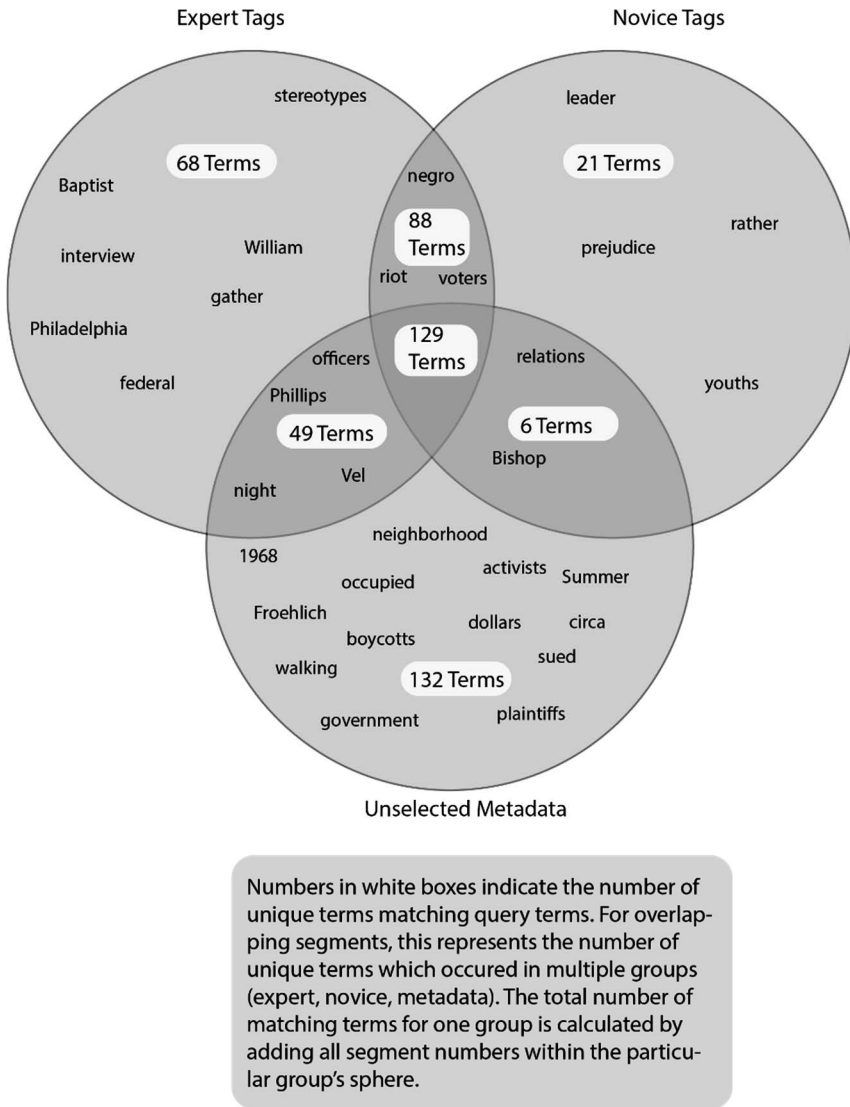 Expert Tags
Novice Tags
stereotypes
leader
68 Terms
21 Terms
negro
Baptist
88
Terms
rather
interview
William
prejudice
riot
voters
gather
Philadelphia
129
Terms
officers
relations
federal
youths
Phillips
49 Terms
6 Terms
Bishop
Vel
night
neighborhood
1968
activists
Summer
occupied
Froehlich
dollars
circa
boycotts
sued
walking
132 Terms
government
plaintiffs
Unselected Metadata
Numbers in white boxes indicate the number of
unique terms matching query terms. For overlap-
ping segments, this represents the number of
unique terms which occured in multiple groups
(expert, novice, metadata). The total number of
matching terms for one group is calculated by
adding all segment numbers within the particu-
lar group's sphere.